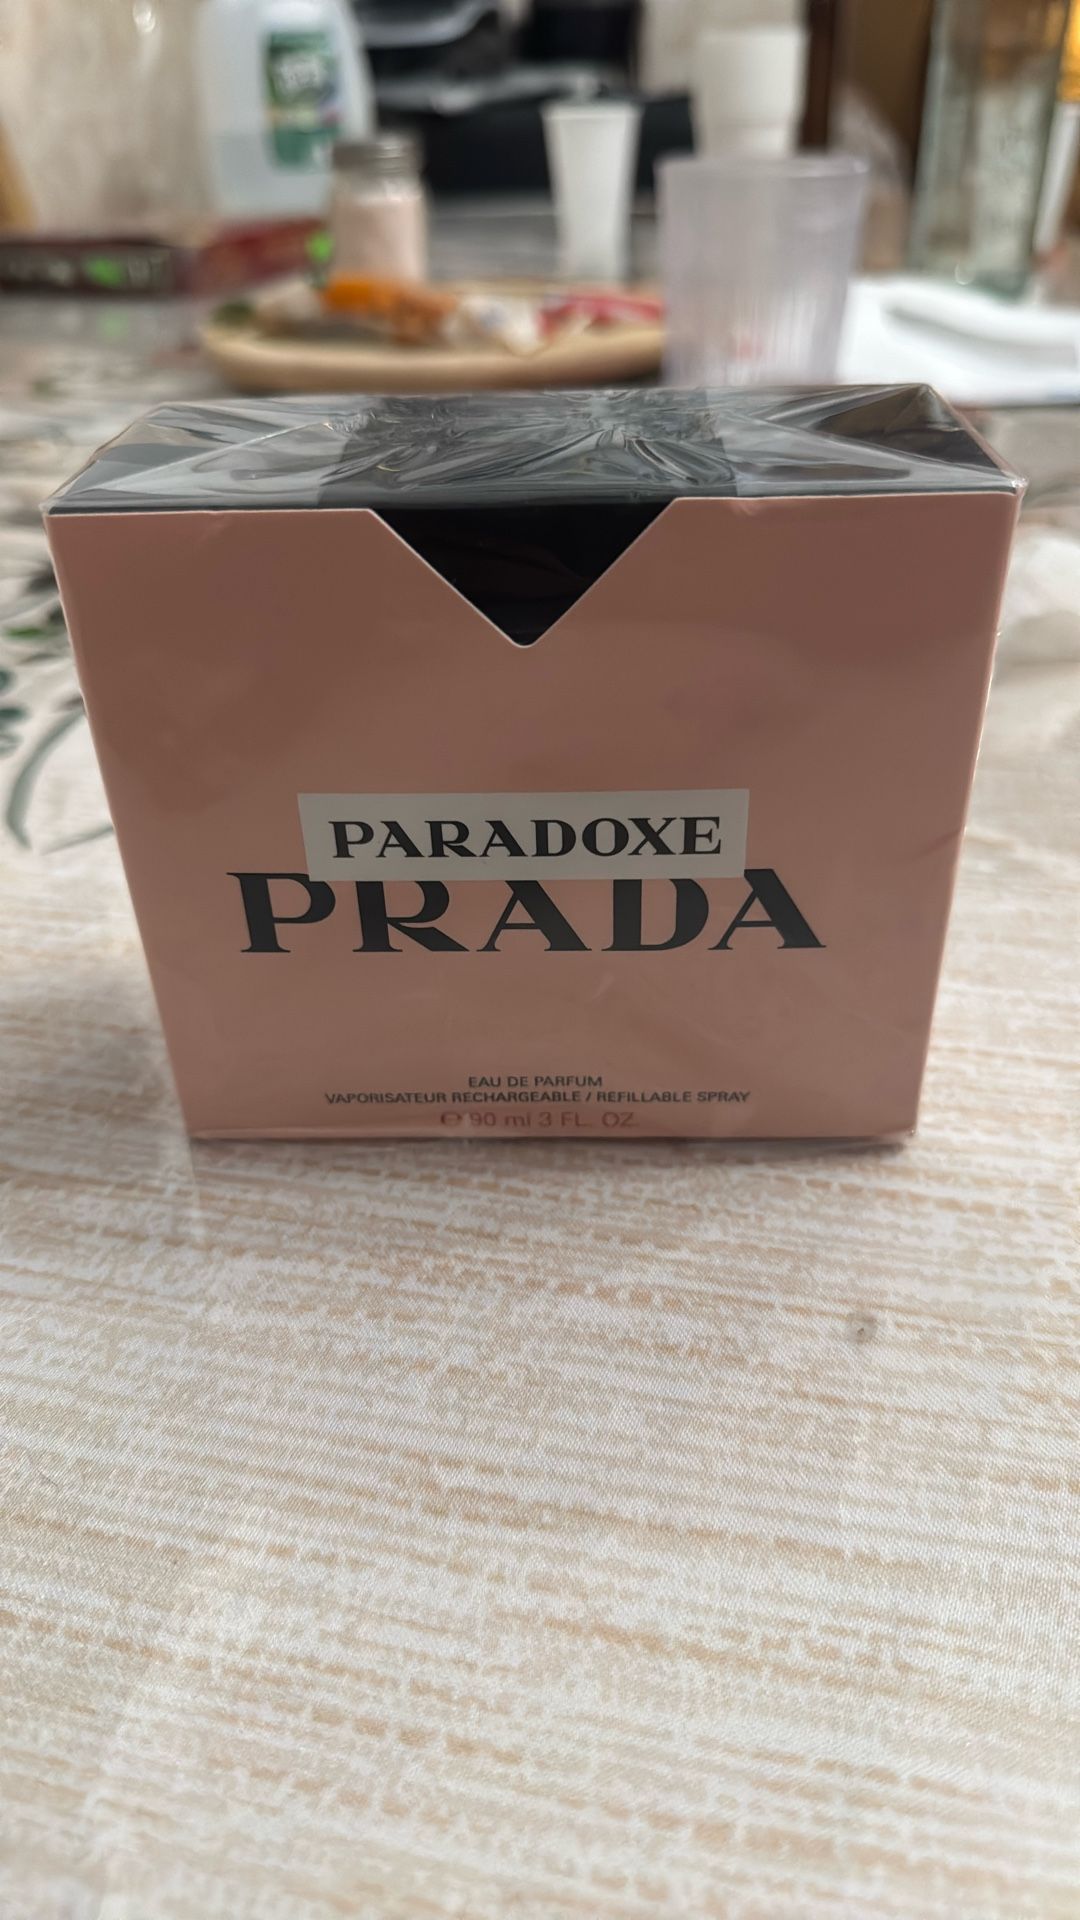 PARADOXE
PRADA
EAU DE PARFUM
VAPORISATEUR RECHARGEABLE / REFILLABLE SPRAY
℮ 90 ml 3 FL. OZ.